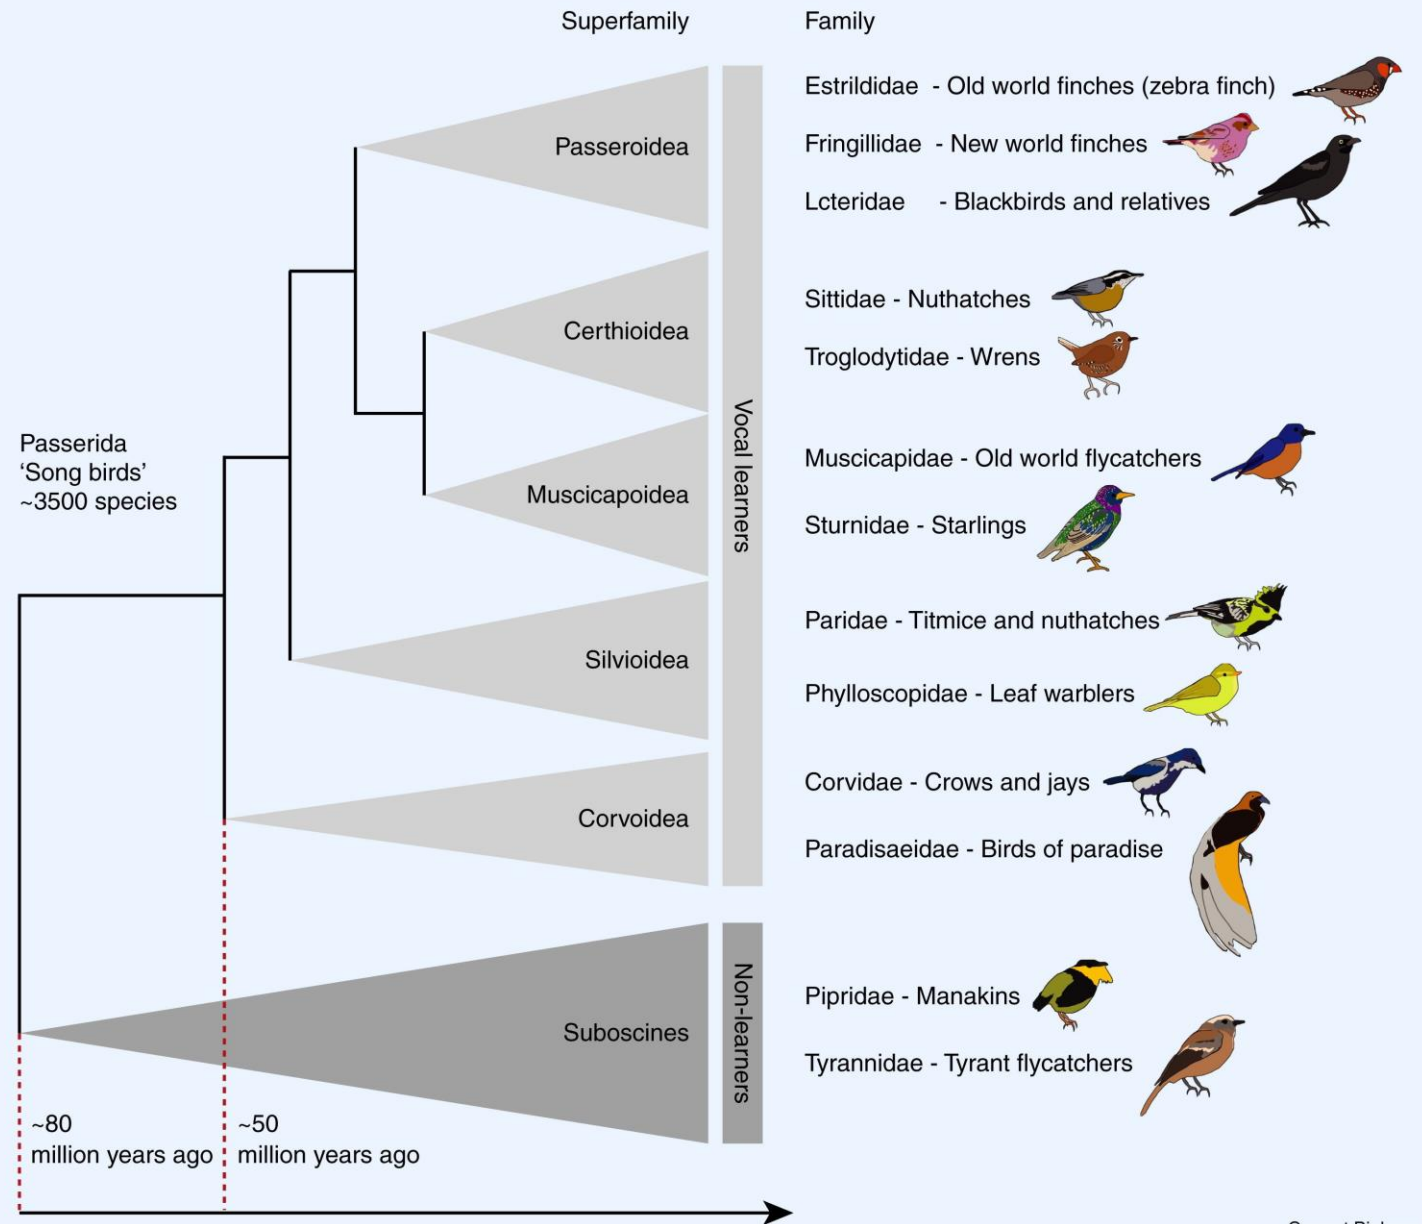 Superfamily
Family
Passeroidea
Estrildidae - Old world finches (zebra finch)
Fringillidae - New world finches
Lcteridae - Blackbirds and relatives
Certhioidea
Sittidae - Nuthatches
Troglodytidae - Wrens
Muscicapoidea
Muscicapidae - Old world flycatchers
Sturnidae - Starlings
Silvioidea
Paridae - Titmice and nuthatches
Phylloscopidae - Leaf warblers
Corvoidea
Corvidae - Crows and jays
Paradisaeidae - Birds of paradise
Suboscines
Pipridae - Manakins
Tyrannidae - Tyrant flycatchers
Vocal learners
Non-learners
Passerida
‘Song birds’
~3500 species
~80
million years ago
~50
million years ago